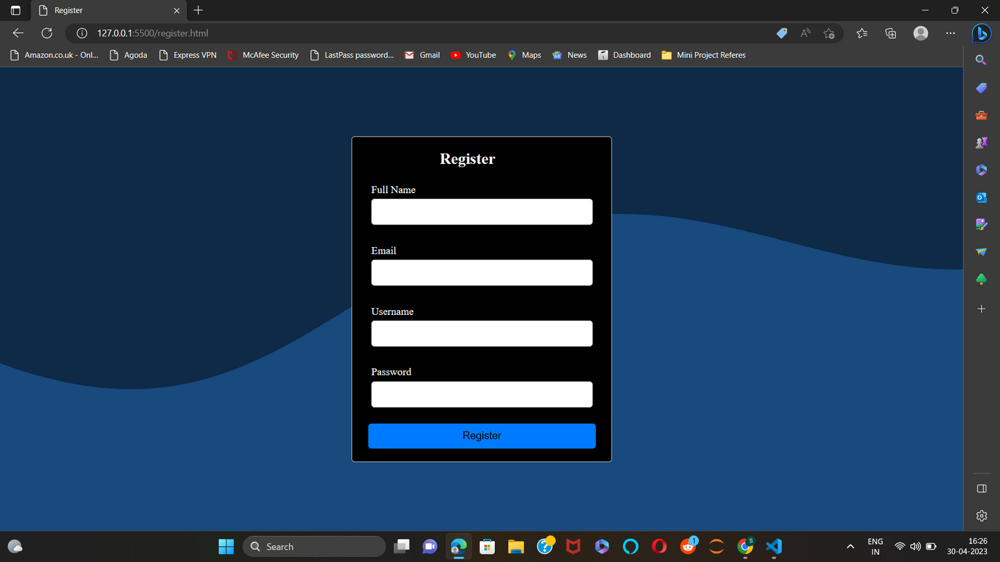 Register
127.0.0.1:5500/register.html
Amazon.co.uk - Onl... Agoda Express VPN McAfee Security LastPass password... Gmail YouTube Maps News Dashboard Mini Project Referes
Register
Full Name
Email
Username
Password
Register
Search
1
S
ENG
IN
16:26
30-04-2023